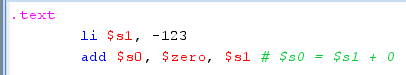 .text
li $s1, -123
add $s0, $zero, $s1 # $s0 = $s1 + 0